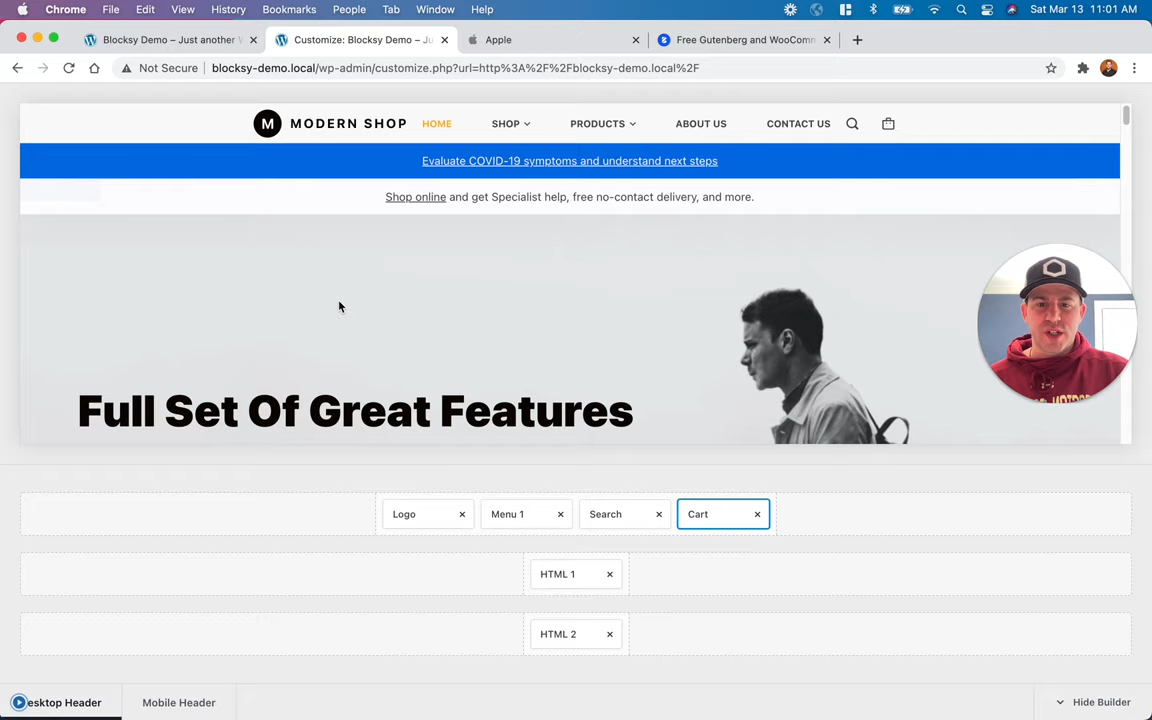 Chrome File Edit View History Bookmarks People Tab Window Help Sat Mar 13 11:01 AM
Blocksy Demo – Just another W Customize: Blocksy Demo – Ju Apple Free Gutenberg and WooComm
Not Secure blocksy-demo.local/wp-admin/customize.php?url=http%3A%2F%2Fblocksy-demo.local%2F
M MODERN SHOP HOME SHOP PRODUCTS ABOUT US CONTACT US
Evaluate COVID-19 symptoms and understand next steps
Shop online and get Specialist help, free no-contact delivery, and more.
Full Set Of Great Features
Logo Menu 1 Search Cart
HTML 1
HTML 2
esktop Header Mobile Header Hide Builder